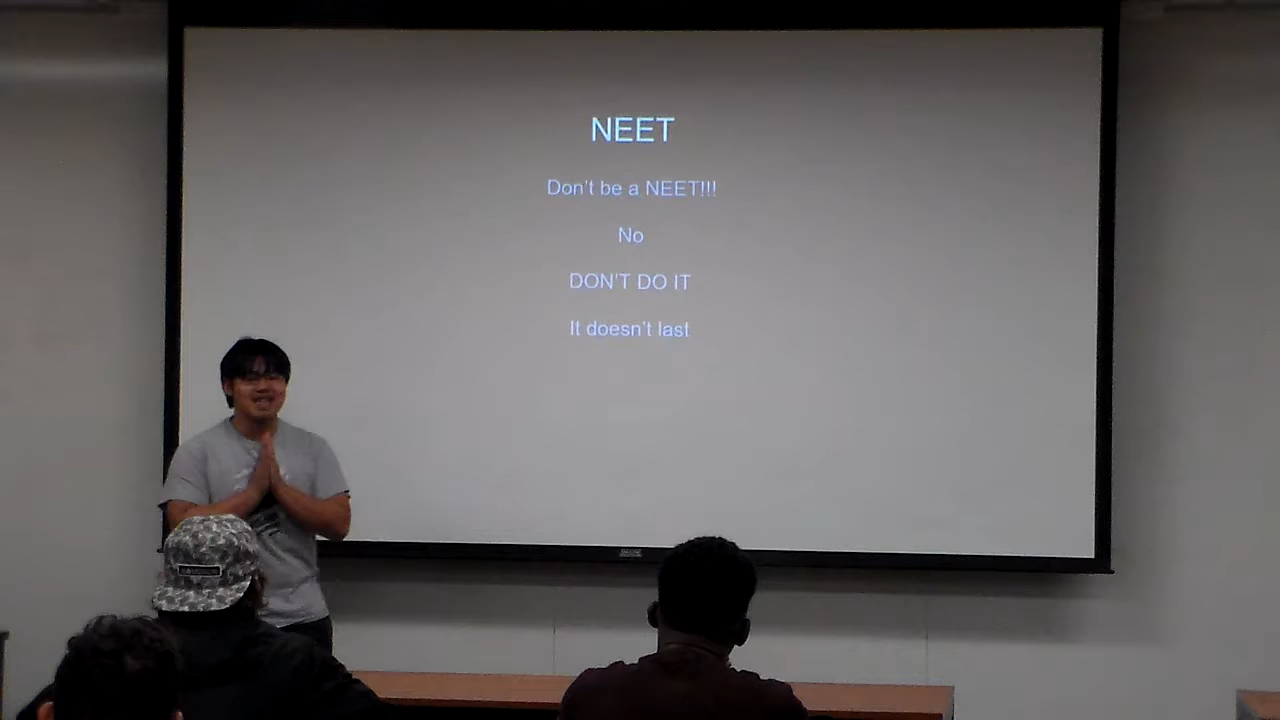 NEET
Don't be a NEET!!!
No
DON'T DO IT
It doesn't last